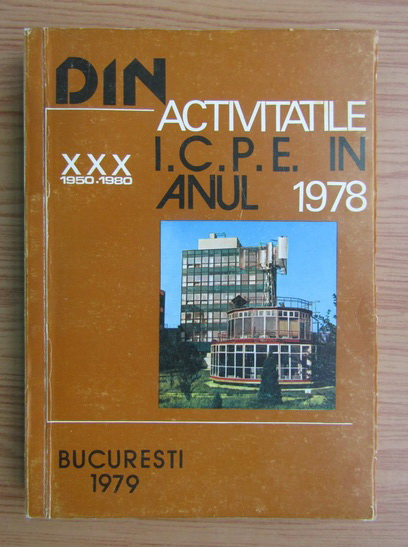 DIN
ACTIVITATILE
I.C.P.E. IN
ANUL 1978
XXX
1950-1980
BUCURESTI
1979